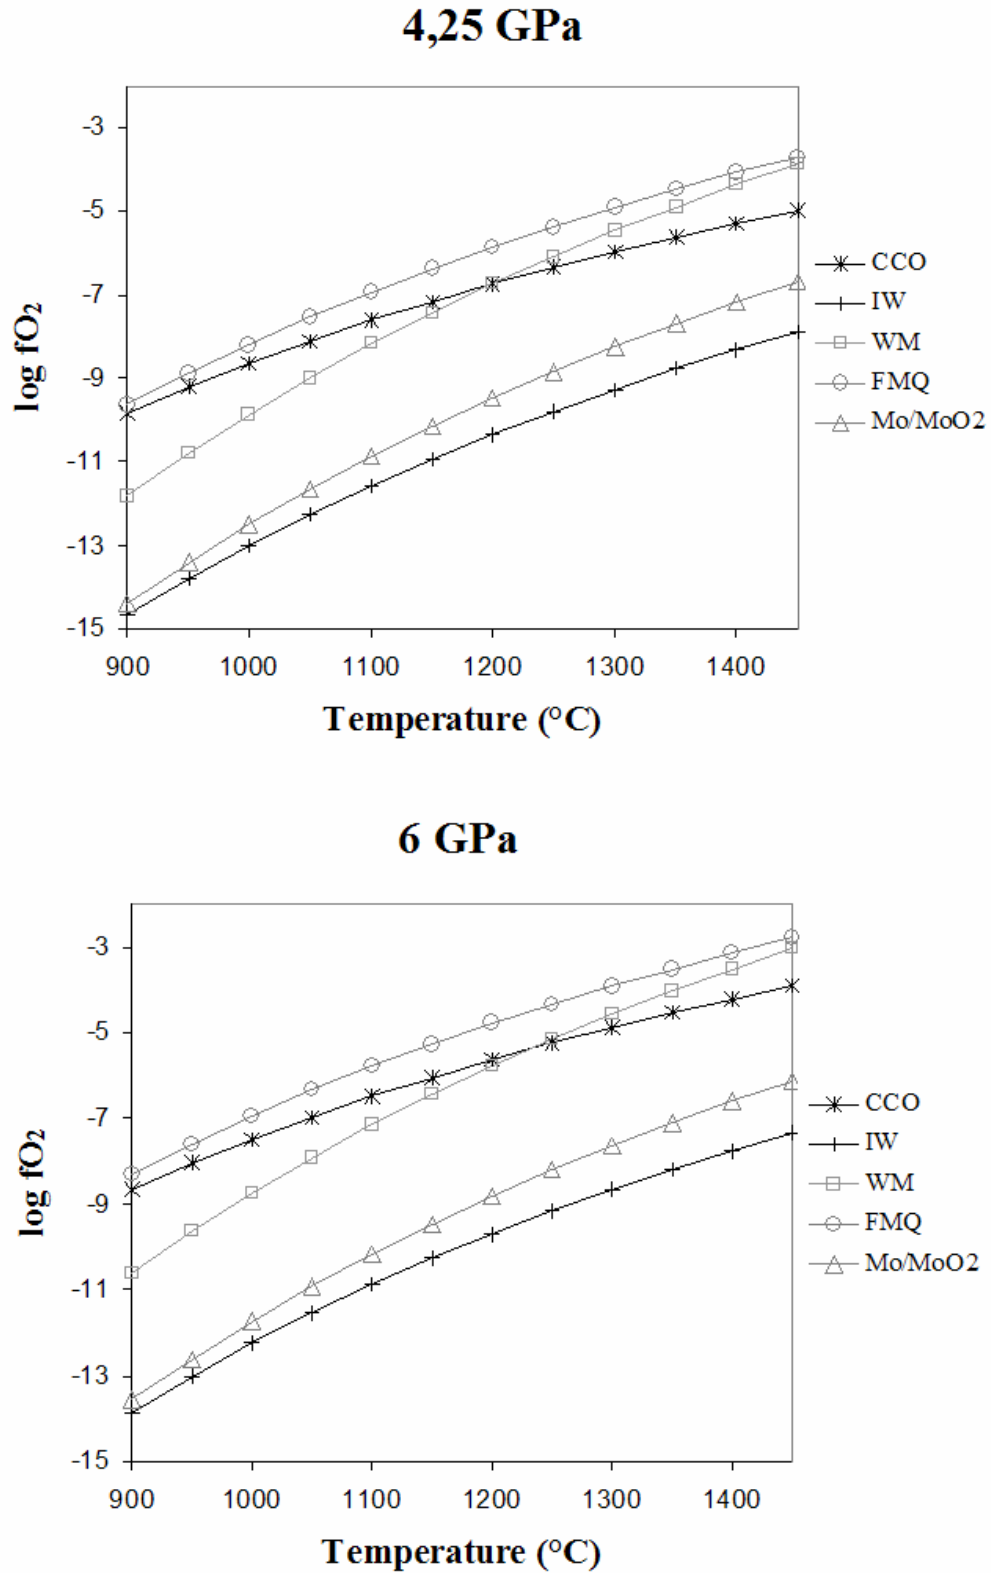 4,25 GPa
-3
-5
-7
-9
-11
-13
-15
log fO2
900 1000 1100 1200 1300 1400
Temperature (°C)
CCO
IW
WM
FMQ
Mo/MoO2
6 GPa
-3
-5
-7
-9
-11
-13
-15
log fO2
900 1000 1100 1200 1300 1400
Temperature (°C)
CCO
IW
WM
FMQ
Mo/MoO2